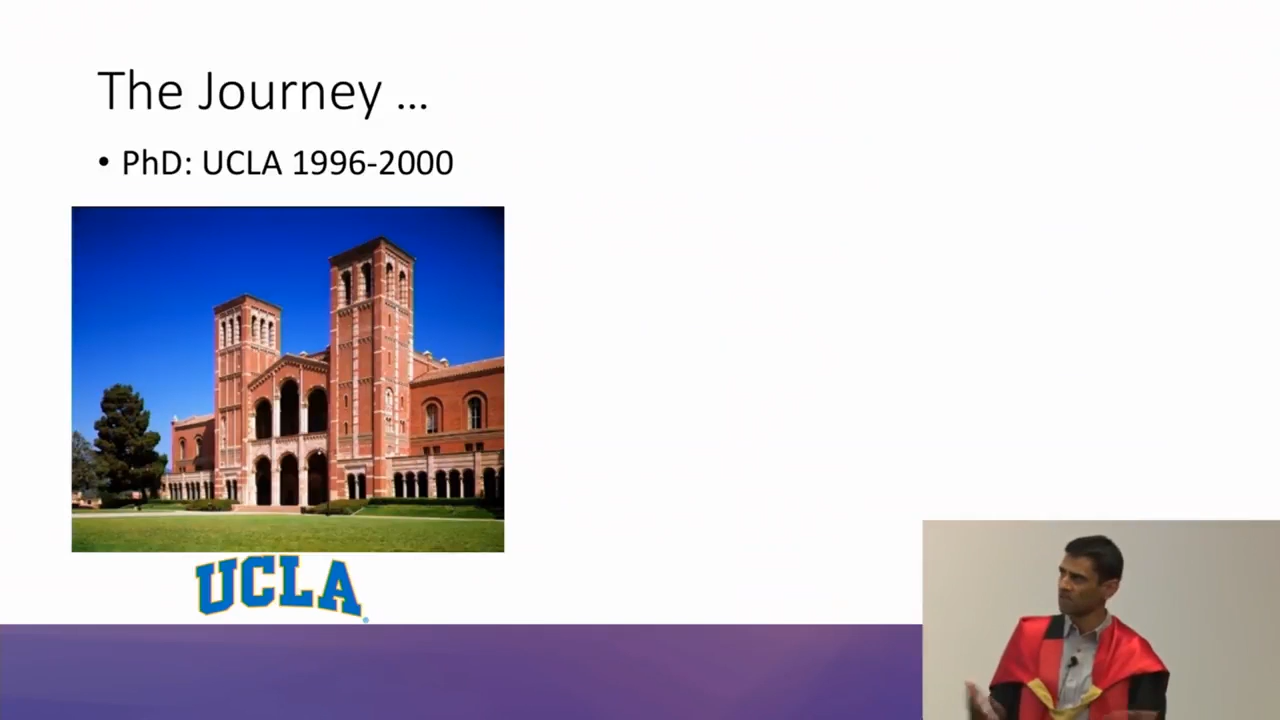 The Journey ...
• PhD: UCLA 1996-2000
UCLA